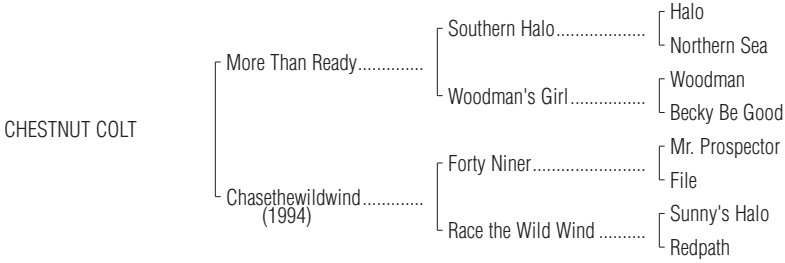 Halo
Southern Halo...................
Northern Sea
More Than Ready..............
Woodman
Woodman's Girl................
Becky Be Good
CHESTNUT COLT
Mr. Prospector
Forty Niner........................
File
Chasethewildwind.............
(1994)
Sunny's Halo
Race the Wild Wind ..........
Redpath